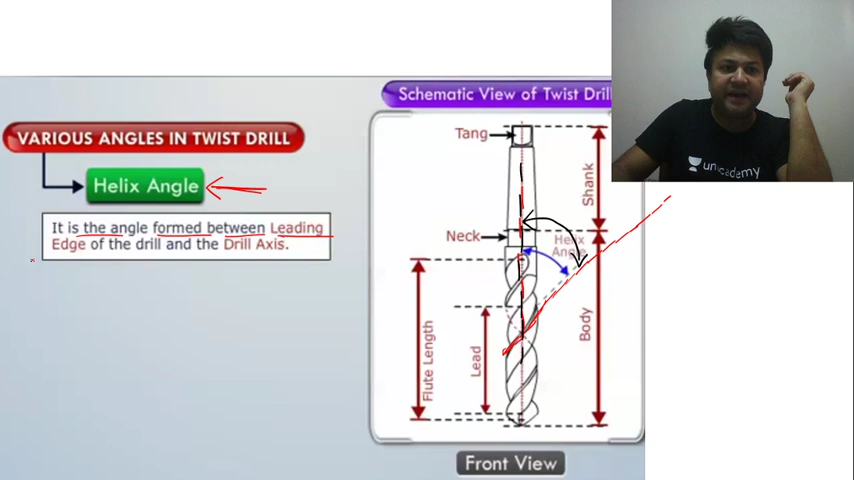 Schematic View of Twist Drill
VARIOUS ANGLES IN TWIST DRILL
Helix Angle
It is the angle formed between Leading
Edge of the drill and the Drill Axis.
Tang
Shank
Neck
Helix
Angle
Body
Flute Length
Lead
Front View
unacademy